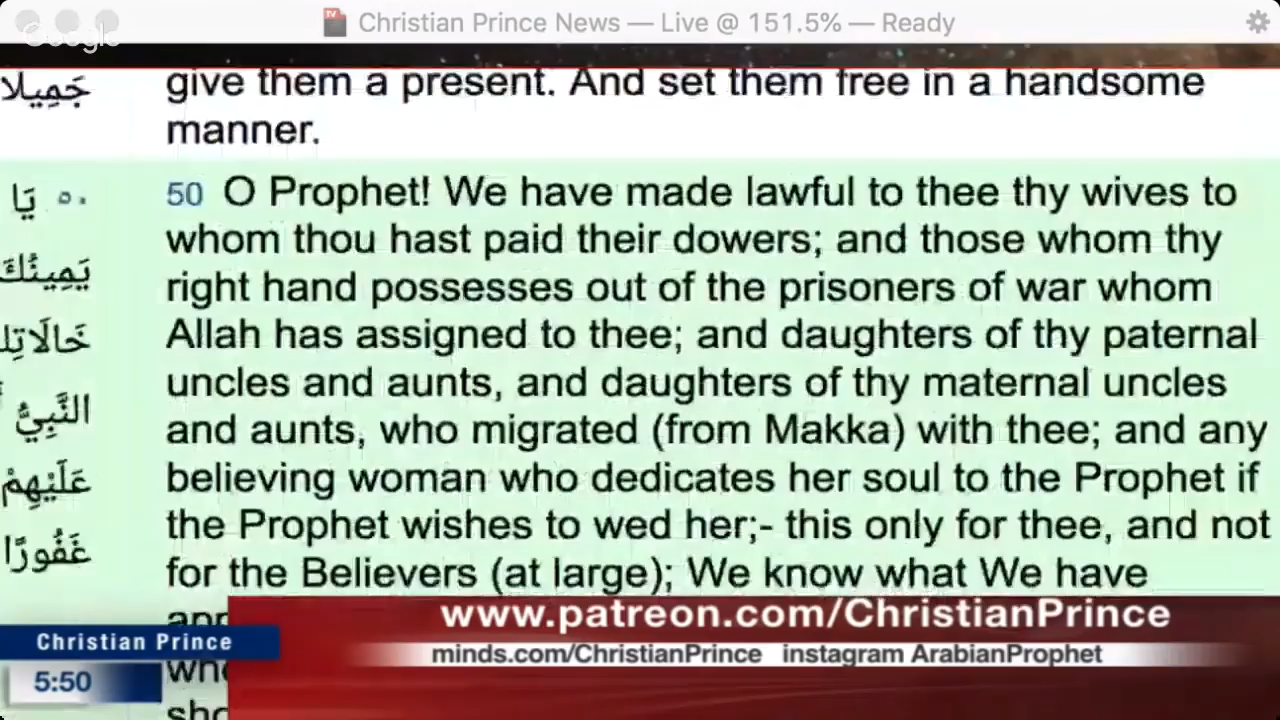 Christian Prince News — Live @ 151.5% — Ready
Google
give them a present. And set them free in a handsome
manner.
جَمِيلًا
50 O Prophet! We have made lawful to thee thy wives to
whom thou hast paid their dowers; and those whom thy
right hand possesses out of the prisoners of war whom
Allah has assigned to thee; and daughters of thy paternal
uncles and aunts, and daughters of thy maternal uncles
and aunts, who migrated (from Makka) with thee; and any
believing woman who dedicates her soul to the Prophet if
the Prophet wishes to wed her;- this only for thee, and not
for the Believers (at large); We know what We have
٥٠ يَا
النَّبِيُّ
عَلَيْهِمْ
غَفُورًا
www.patreon.com/ChristianPrince
minds.com/ChristianPrince instagram ArabianProphet
Christian Prince
5:50